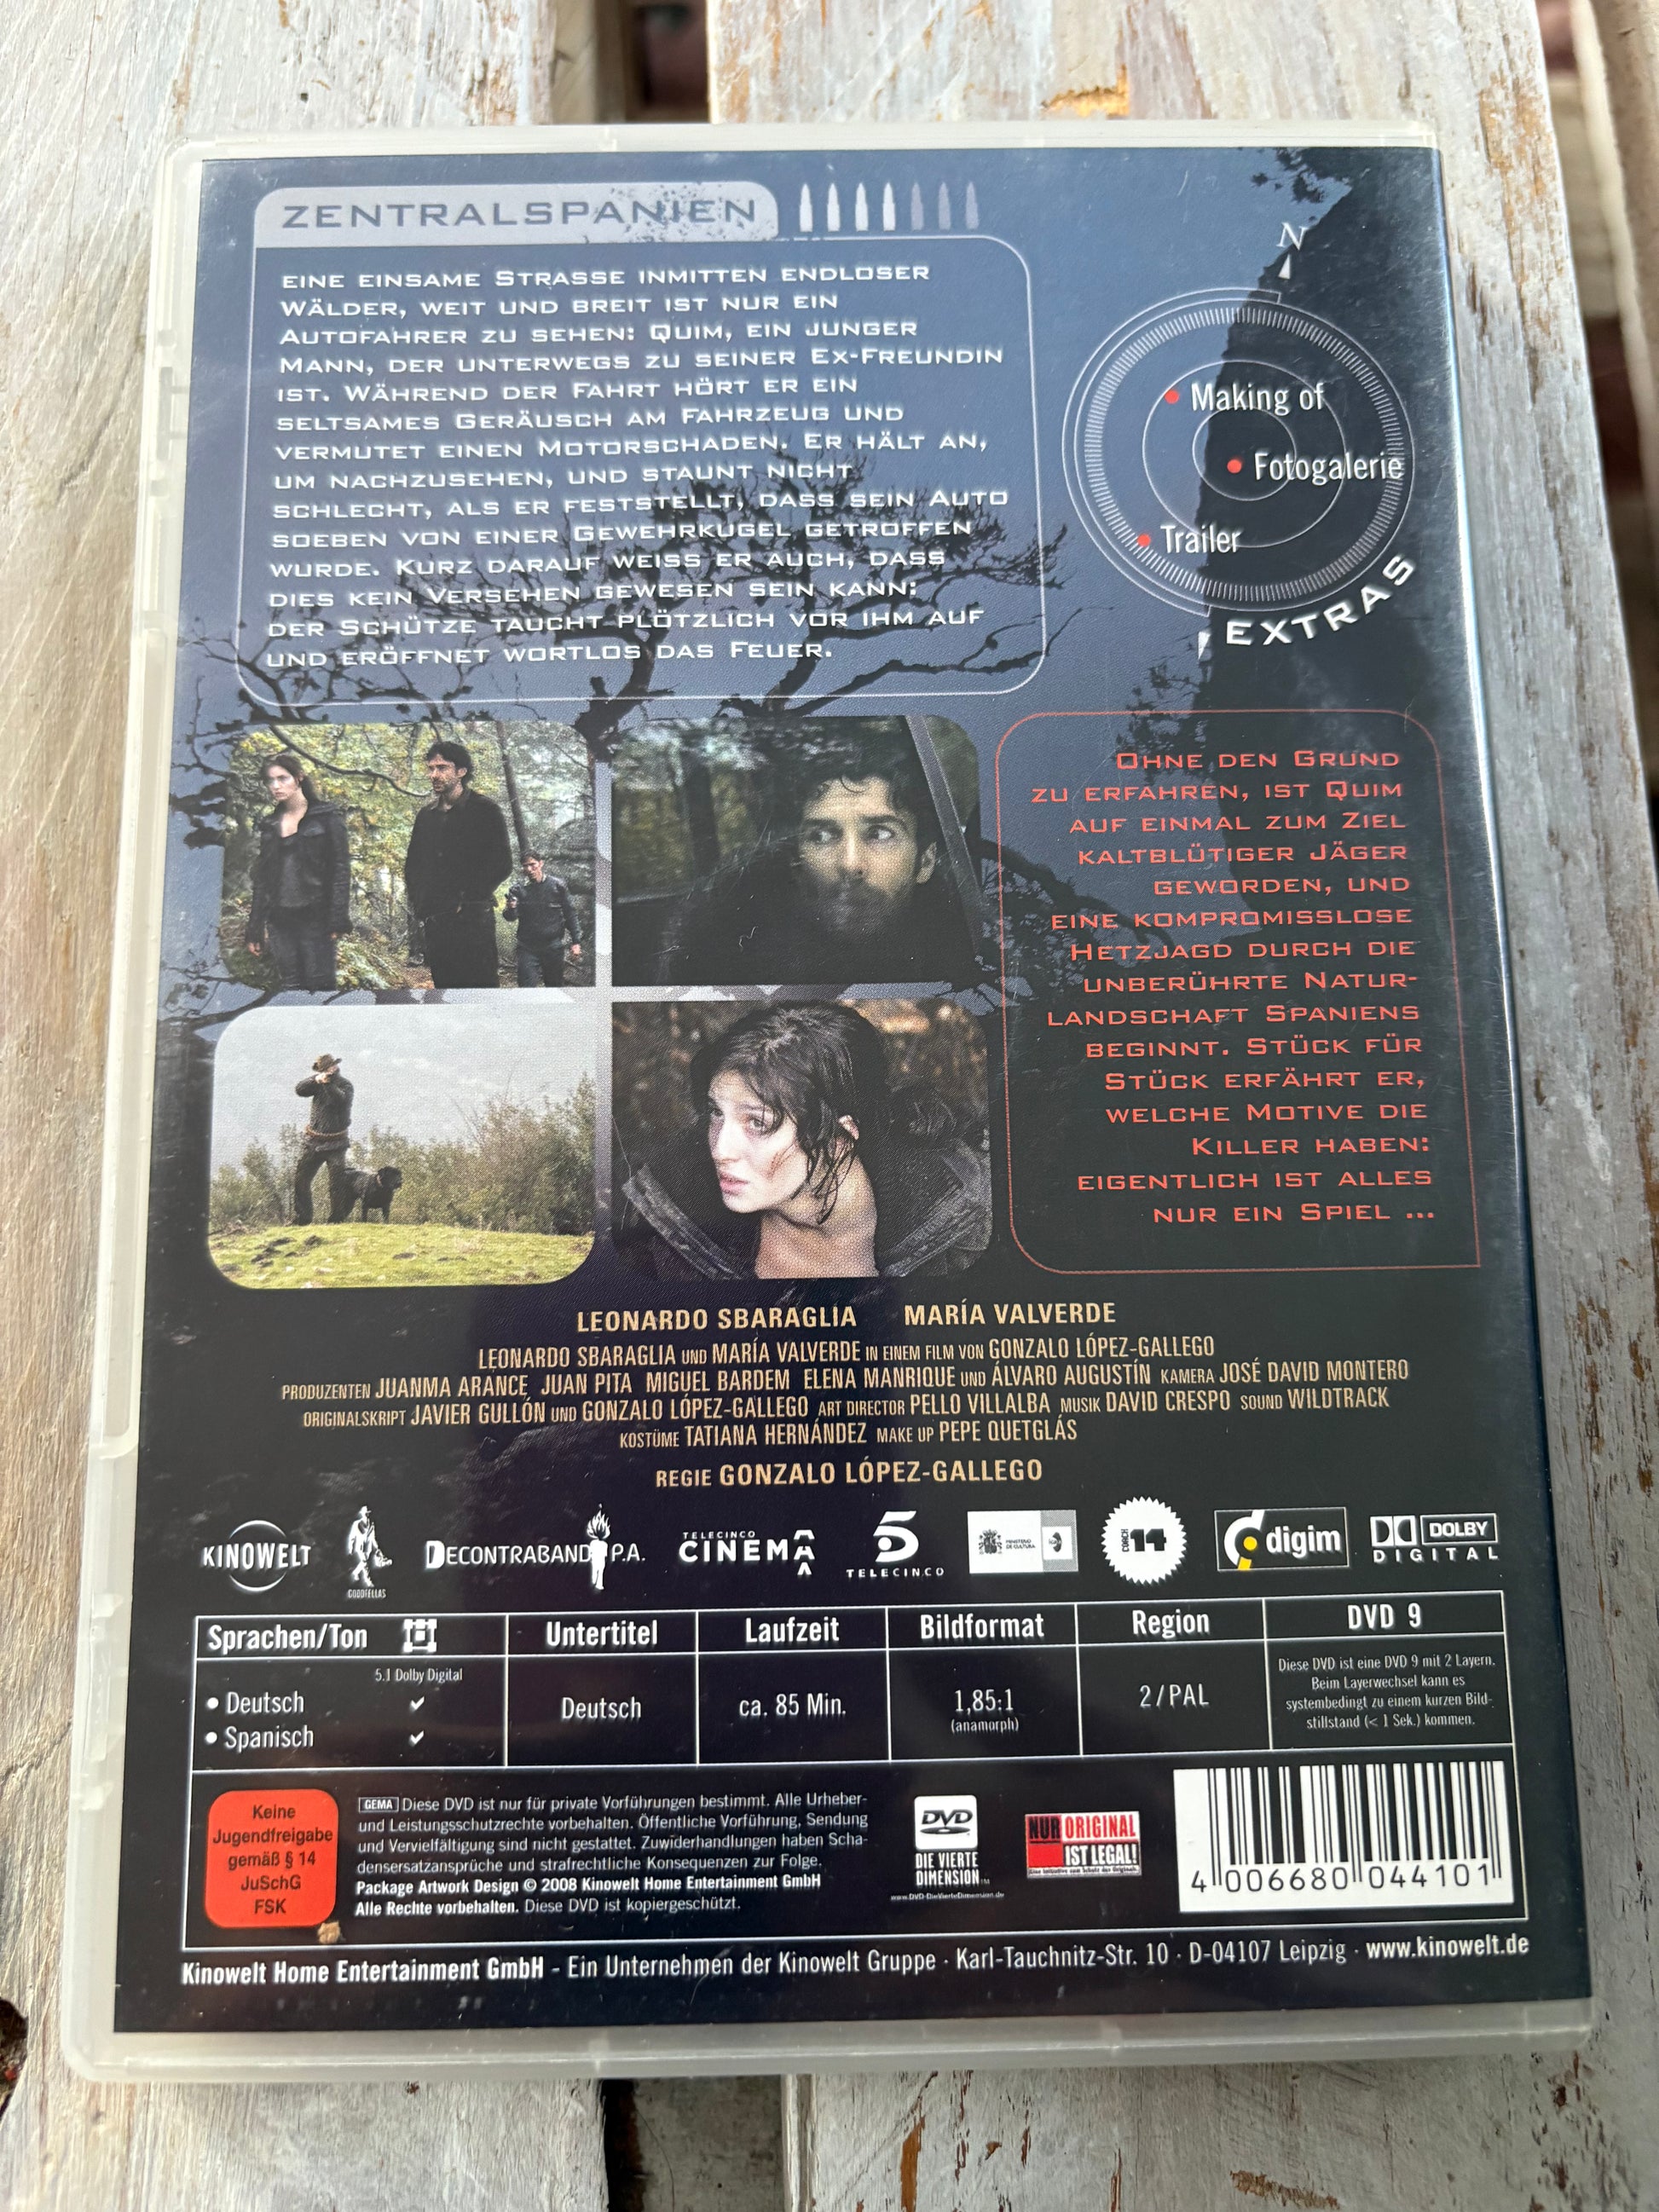 ZENTRALSPANIEN
EINE EINSAME STRASSE INMITTEN ENDLOSER
WÄLDER, WEIT UND BREIT IST NUR EIN
AUTOFAHRER ZU SEHEN: QUIM, EIN JUNGER
MANN, DER UNTERWEGS ZU SEINER EX-FREUNDIN
IST. WÄHREND DER FAHRT HÖRT ER EIN
SELTSAMES GERÄUSCH AM FAHRZEUG UND
VERMUTET EINEN MOTORSCHADEN. ER HÄLT AN,
UM NACHZUSEHEN, UND STAUNT NICHT
SCHLECHT, ALS ER FESTSTELLT, DASS SEIN AUTO
SOEBEN VON EINER GEWEHRKUGEL GETROFFEN
WURDE. KURZ DARAUF WEISS ER AUCH, DASS
DIES KEIN VERSEHEN GEWESEN SEIN KANN:
DER SCHÜTZE TAUCHT PLÖTZLICH VOR IHM AUF
UND ERÖFFNET WORTLOS DAS FEUER.
N
Making of
Fotogalerie
Trailer
EXTRAS
OHNE DEN GRUND
ZU ERFAHREN, IST QUIM
AUF EINMAL ZUM ZIEL
KALTBLÜTIGER JÄGER
GEWORDEN, UND
EINE KOMPROMISSLOSE
HETZJAGD DURCH DIE
UNBERÜHRTE NATUR-
LANDSCHAFT SPANIENS
BEGINNT. STÜCK FÜR
STÜCK ERFÄHRT ER,
WELCHE MOTIVE DIE
KILLER HABEN:
EIGENTLICH IST ALLES
NUR EIN SPIEL ...
LEONARDO SBARAGLIA MARÍA VALVERDE
LEONARDO SBARAGLIA UND MARÍA VALVERDE IN EINEM FILM VON GONZALO LÓPEZ-GALLEGO
PRODUZENTEN JUANMA ARANCE JUAN PITA MIGUEL BARDEM ELENA MANRIQUE UND ÁLVARO AUGUSTÍN KAMERA JOSÉ DAVID MONTERO
ORIGINALSKRIPT JAVIER GULLÓN UND GONZALO LÓPEZ-GALLEGO ART DIRECTOR PELLO VILLALBA MUSIK DAVID CRESPO SOUND WILDTRACK
KOSTÜME TATIANA HERNÁNDEZ MAKE UP PEPE QUETGLÁS
REGIE GONZALO LÓPEZ-GALLEGO
KINOWELT
GOODFELLAS
DECONTRABANDO P.A.
TELECINCO
CINEMA
5
TELECINCO
MINISTERIO
DE CULTURA
14
digim
DOLBY
DIGITAL
Sprachen/Ton
5.1 Dolby Digital
• Deutsch
• Spanisch
Untertitel
Deutsch
Laufzeit
ca. 85 Min.
Bildformat
1,85:1
(anamorph)
Region
2/PAL
DVD 9
Diese DVD ist eine DVD 9 mit 2 Layern.
Beim Layerwechsel kann es
systembedingt zu einem kurzen Bild-
stillstand (< 1 Sek.) kommen.
Keine
Jugendfreigabe
gemäß § 14
JuSchG
FSK
GEMA Diese DVD ist nur für private Vorführungen bestimmt. Alle Urheber-
und Leistungsschutzrechte vorbehalten. Öffentliche Vorführung, Sendung
und Vervielfältigung sind nicht gestattet. Zuwiderhandlungen haben Scha-
densersatzansprüche und strafrechtliche Konsequenzen zur Folge.
Package Artwork Design © 2008 Kinowelt Home Entertainment GmbH
Alle Rechte vorbehalten. Diese DVD ist kopiergeschützt.
DVD
DIE VIERTE
DIMENSION
www.DVD-DieVierteDimension.de
NUR ORIGINAL
IST LEGAL!
4 006680 044101
Kinowelt Home Entertainment GmbH - Ein Unternehmen der Kinowelt Gruppe · Karl-Tauchnitz-Str. 10 · D-04107 Leipzig · www.kinowelt.de